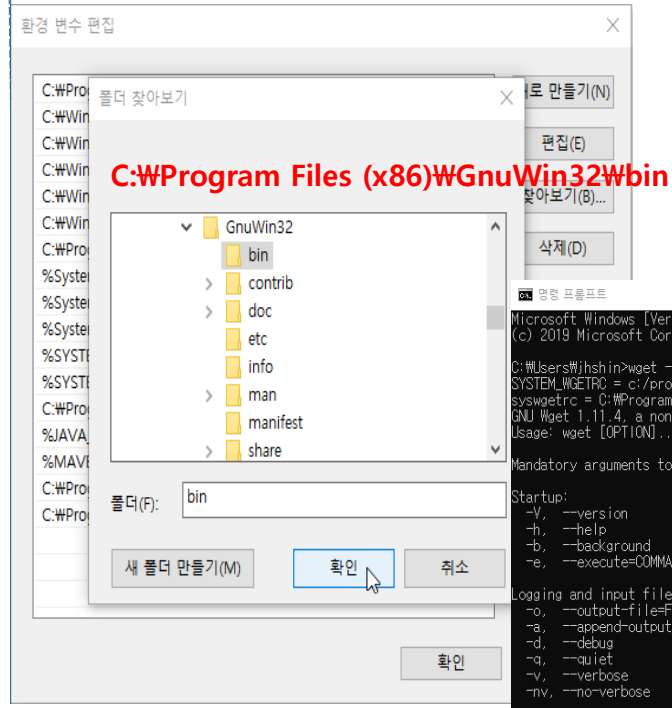 환경 변수 편집
폴더 찾아보기
C:₩Program Files (x86)₩GnuWin32₩bin
C:₩Pro
C:₩Win
C:₩Win
C:₩Win
C:₩Win
C:₩Win
C:₩Pro
%Syste
%Syste
%Syste
%SYSTE
%SYSTE
C:₩Pro
%JAVA_
%MAVE
C:₩Pro
C:₩Pro
GnuWin32
bin
contrib
doc
etc
info
man
manifest
share
폴더(F):
bin
새 폴더 만들기(M)
확인
취소
로 만들기(N)
편집(E)
찾아보기(B)...
삭제(D)
확인
명령 프롬프트
Microsoft Windows [Ver
(c) 2019 Microsoft Cor
C:₩Users₩jhshin>wget -
SYSTEM_WGETRC = c:/pro
syswgetrc = C:₩Program
GNU Wget 1.11.4, a non
Usage: wget [OPTION]..
Mandatory arguments to
Startup:
-V, --version
-h, --help
-b, --background
-e, --execute=COMMA
Logging and input file
-o, --output-file=F
-a, --append-output
-d, --debug
-q, --quiet
-v, --verbose
-nv, --no-verbose